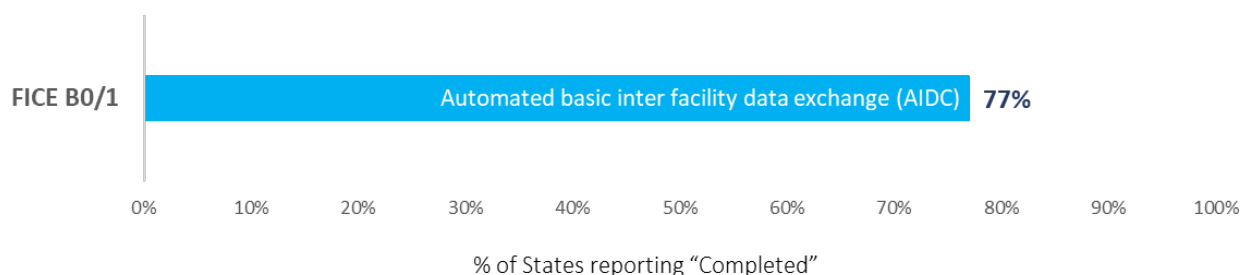 FICE B0/1
Automated basic inter facility data exchange (AIDC)
77%
0% 10% 20% 30% 40% 50% 60% 70% 80% 90% 100%
% of States reporting “Completed”